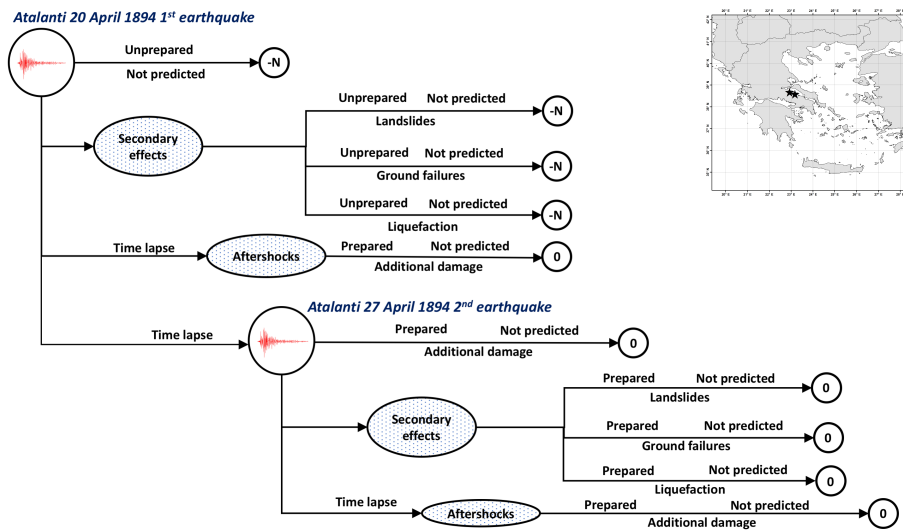 Atalanti 20 April 1894 1st earthquake
Unprepared
Not predicted
-N
Secondary
effects
Unprepared Not predicted
Landslides
-N
Unprepared Not predicted
Ground failures
-N
Unprepared Not predicted
Liquefaction
-N
Time lapse
Aftershocks
Prepared Not predicted
Additional damage
0
Atalanti 27 April 1894 2nd earthquake
Time lapse
Prepared Not predicted
Additional damage
0
Secondary
effects
Prepared Not predicted
Landslides
0
Prepared Not predicted
Ground failures
0
Prepared Not predicted
Liquefaction
0
Time lapse
Aftershocks
Prepared Not predicted
Additional damage
0